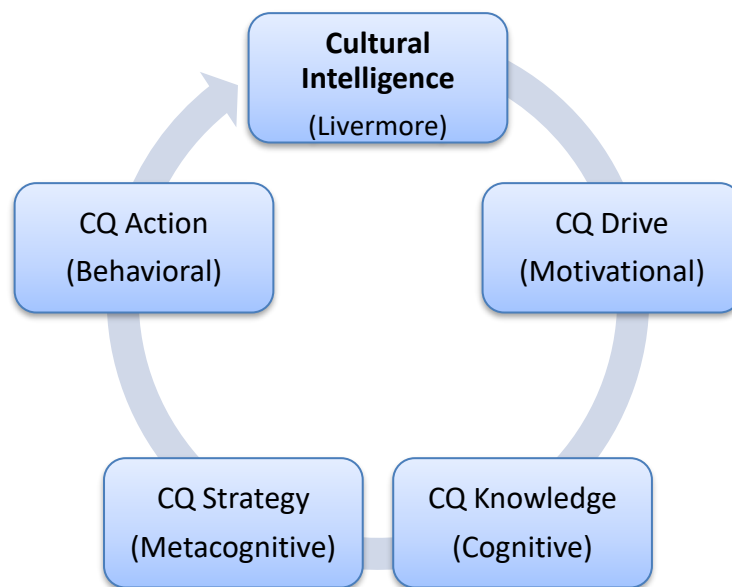 Cultural
Intelligence
(Livermore)
CQ Drive
(Motivational)
CQ Knowledge
(Cognitive)
CQ Strategy
(Metacognitive)
CQ Action
(Behavioral)